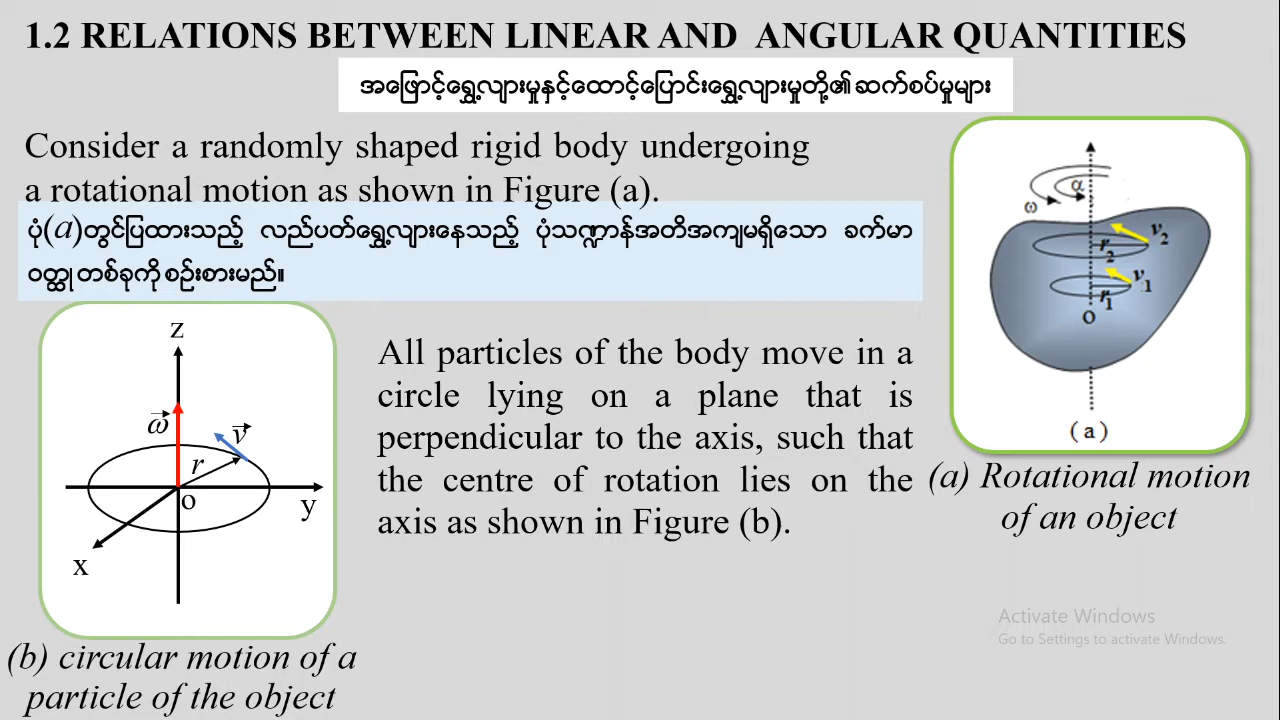 1.2 RELATIONS BETWEEN LINEAR AND ANGULAR QUANTITIES
အဖြောင့်ရွှေ့လျားမှုနှင့်ထောင့်ပြောင်းရွှေ့လျားမှုတို့၏ဆက်စပ်မှုများ
Consider a randomly shaped rigid body undergoing
a rotational motion as shown in Figure (a).
ပုံ(a)တွင်ပြထားသည့် လည်ပတ်ရွှေ့လျားနေသည့် ပုံသဏ္ဍာန်အတိအကျမရှိသော ခက်မာ
ဝတ္ထုတစ်ခုကိုစဉ်းစားမည်။
ω
α
v2
r2
v1
r1
O
(a)
(a) Rotational motion
of an object
z
ω
v
r
o
y
x
(b) circular motion of a
particle of the object
All particles of the body move in a
circle lying on a plane that is
perpendicular to the axis, such that
the centre of rotation lies on the
axis as shown in Figure (b).
Activate Windows
Go to Settings to activate Windows.